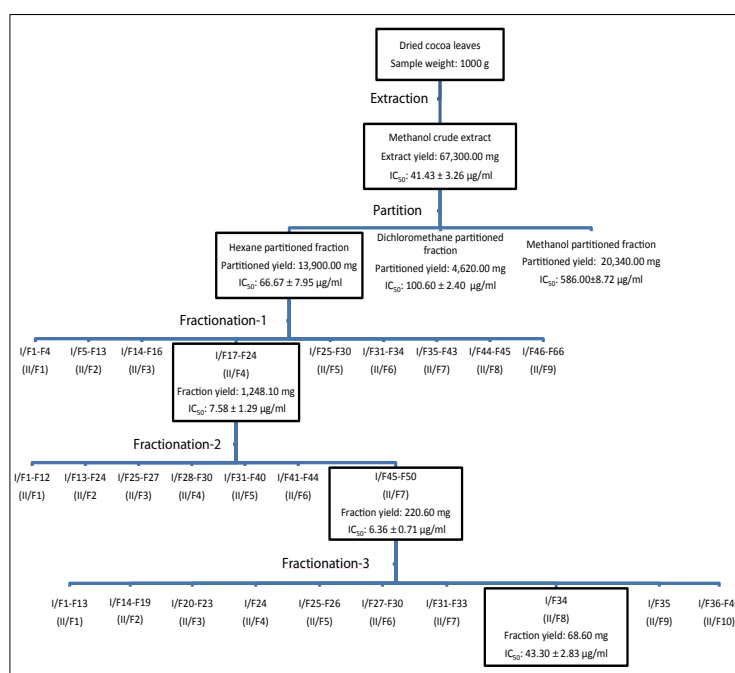 Dried cocoa leaves
Sample weight: 1000 g
Extraction
Methanol crude extract
Extract yield: 67,300.00 mg
IC50: 41.43 ± 3.26 µg/ml
Partition
Hexane partitioned fraction
Partitioned yield: 13,900.00 mg
IC50: 66.67 ± 7.95 µg/ml
Dichloromethane partitioned
fraction
Partitioned yield: 4,620.00 mg
IC50: 100.60 ± 2.40 µg/ml
Methanol partitioned fraction
Partitioned yield: 20,340.00 mg
IC50: 586.00±8.72 µg/ml
Fractionation-1
I/F1-F4
(II/F1)
I/F5-F13
(II/F2)
I/F14-F16
(II/F3)
I/F17-F24
(II/F4)
Fraction yield: 1,248.10 mg
IC50: 7.58 ± 1.29 µg/ml
I/F25-F30
(II/F5)
I/F31-F34
(II/F6)
I/F35-F43
(II/F7)
I/F44-F45
(II/F8)
I/F46-F66
(II/F9)
Fractionation-2
I/F1-F12
(II/F1)
I/F13-F24
(II/F2
I/F25-F27
(II/F3)
I/F28-F30
(II/F4)
I/F31-F40
(II/F5)
I/F41-F44
(II/F6)
I/F45-F50
(II/F7)
Fraction yield: 220.60 mg
IC50: 6.36 ± 0.71 µg/ml
Fractionation-3
I/F1-F13
(II/F1)
I/F14-F19
(II/F2)
I/F20-F23
(II/F3)
I/F24
(II/F4)
I/F25-F26
(II/F5)
I/F27-F30
(II/F6)
I/F31-F33
(II/F7)
I/F34
(II/F8)
Fraction yield: 68.60 mg
IC50: 43.30 ± 2.83 µg/ml
I/F35
(II/F9)
I/F36-F4
(II/F10)